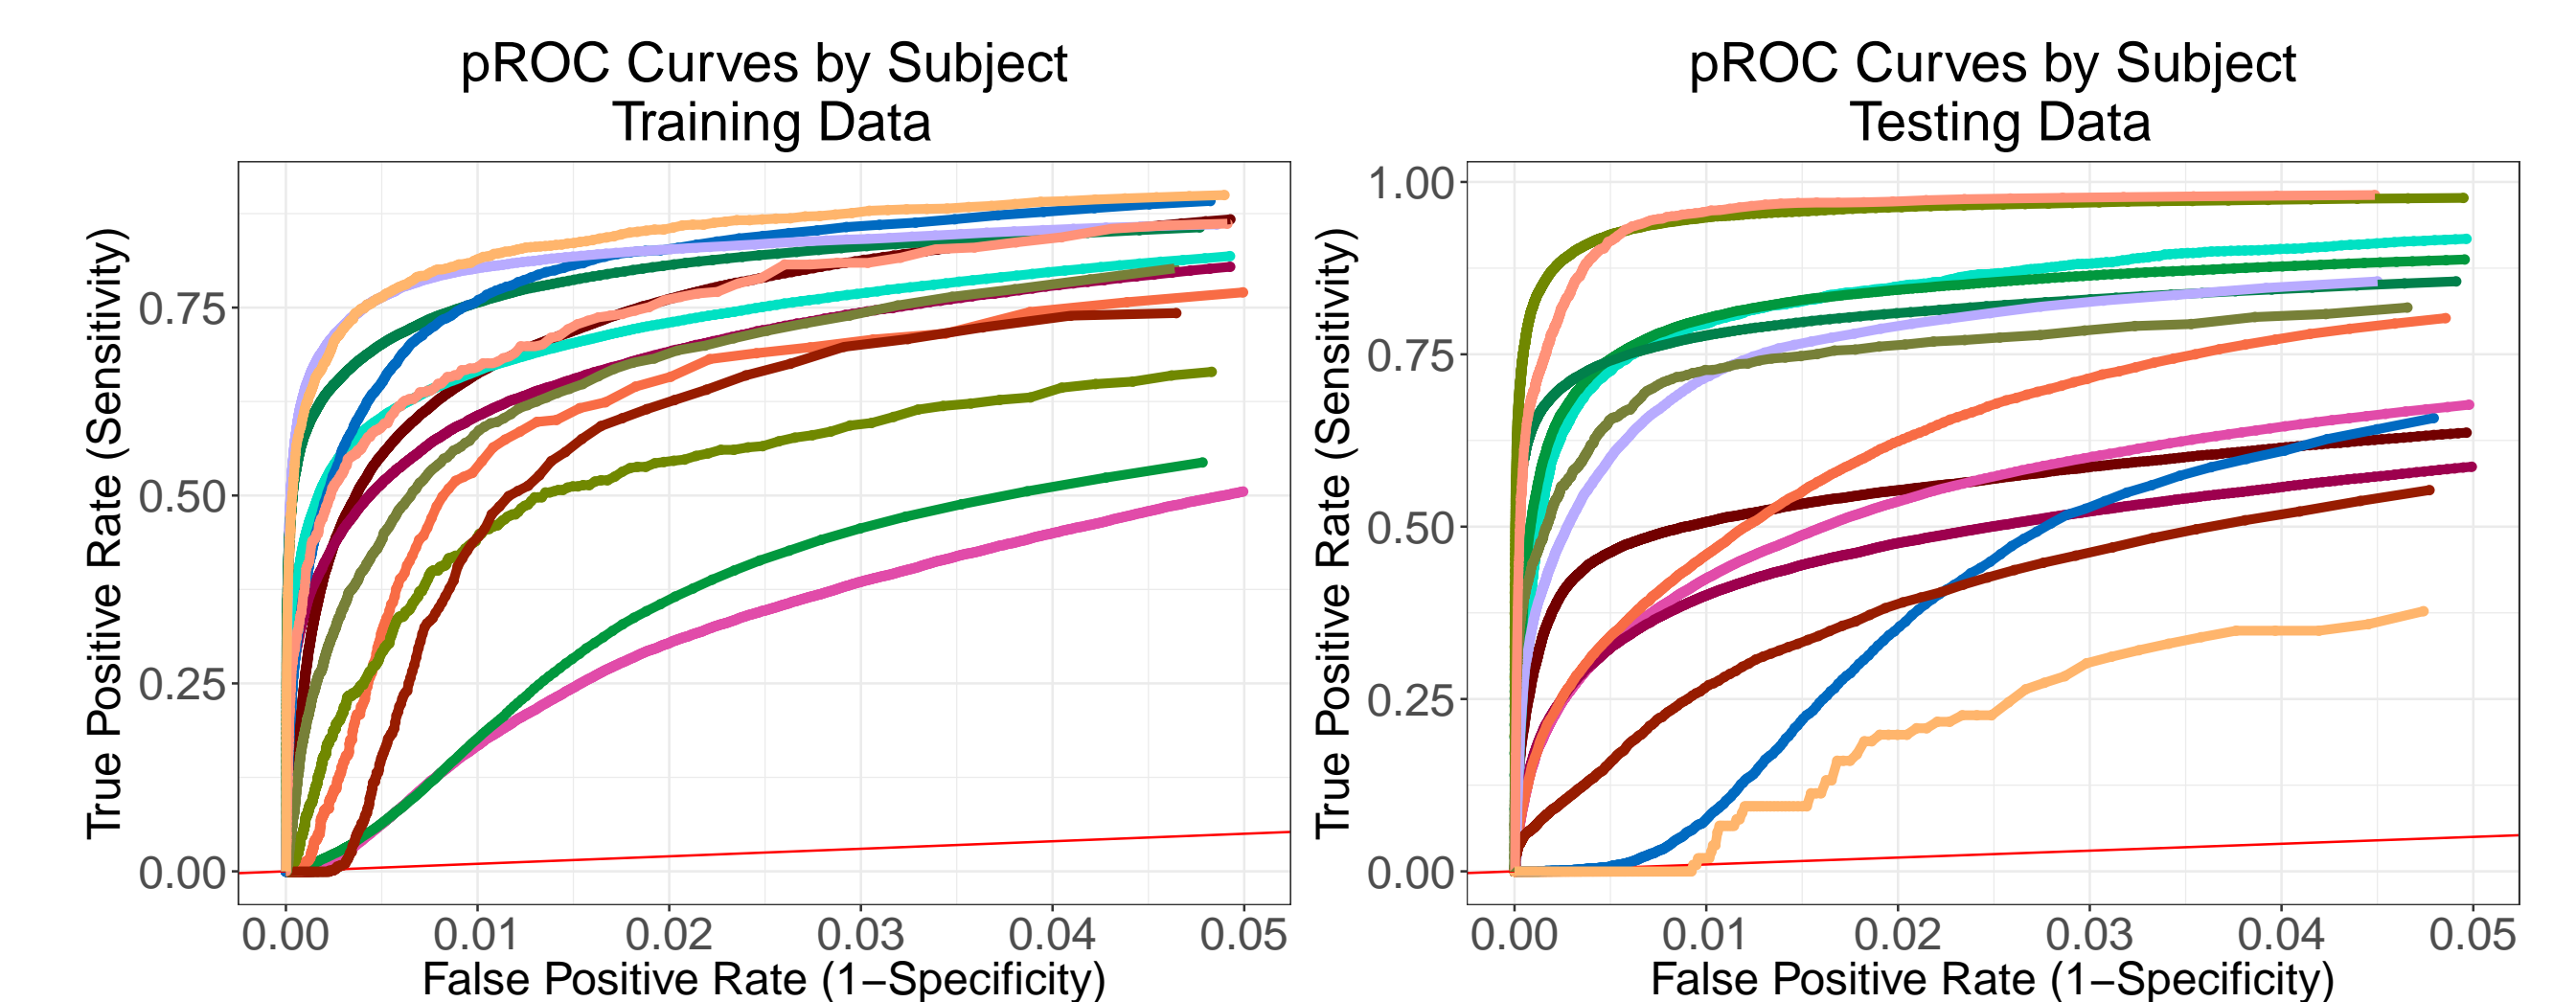 pROC Curves by Subject
Training Data
True Positive Rate (Sensitivity)
0.75
0.50
0.25
0.00
0.00 0.01 0.02 0.03 0.04 0.05
False Positive Rate (1−Specificity)
pROC Curves by Subject
Testing Data
True Positive Rate (Sensitivity)
1.00
0.75
0.50
0.25
0.00
0.00 0.01 0.02 0.03 0.04 0.05
False Positive Rate (1−Specificity)